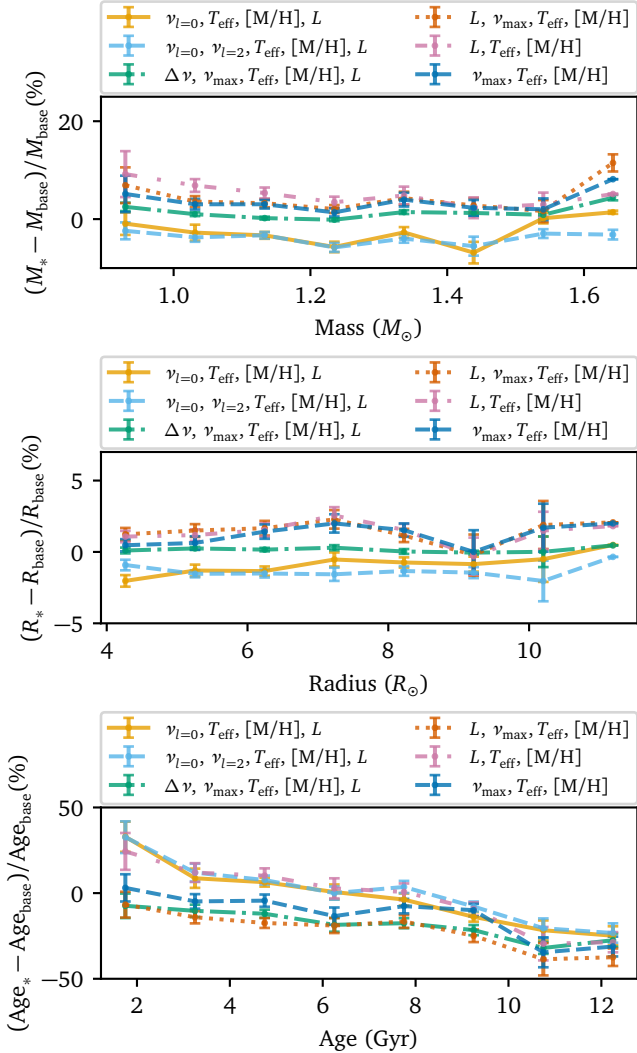 ν_{l=0}, T_eff, [M/H], L
ν_{l=0}, ν_{l=2}, T_eff, [M/H], L
Δν, ν_max, T_eff, [M/H], L
L, ν_max, T_eff, [M/H]
L, T_eff, [M/H]
ν_max, T_eff, [M/H]
(M_* − M_base)/M_base(%)
20
0
1.0 1.2 1.4 1.6
Mass (M_⊙)
ν_{l=0}, T_eff, [M/H], L
ν_{l=0}, ν_{l=2}, T_eff, [M/H], L
Δν, ν_max, T_eff, [M/H], L
L, ν_max, T_eff, [M/H]
L, T_eff, [M/H]
ν_max, T_eff, [M/H]
(R_* − R_base)/R_base(%)
5
0
−5
4 6 8 10
Radius (R_⊙)
ν_{l=0}, T_eff, [M/H], L
ν_{l=0}, ν_{l=2}, T_eff, [M/H], L
Δν, ν_max, T_eff, [M/H], L
L, ν_max, T_eff, [M/H]
L, T_eff, [M/H]
ν_max, T_eff, [M/H]
(Age_* − Age_base)/Age_base(%)
50
0
−50
2 4 6 8 10 12
Age (Gyr)